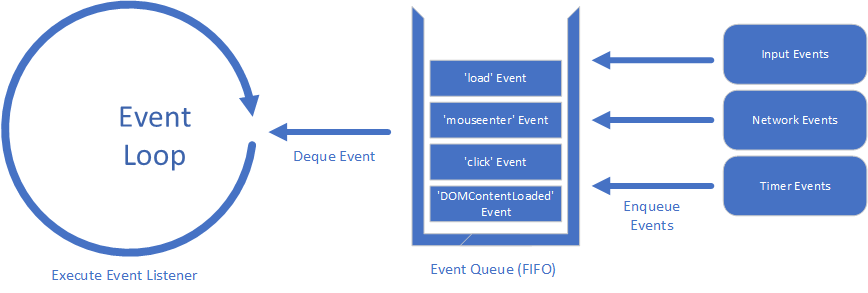 Event
Loop
Execute Event Listener
Deque Event
'load' Event
'mouseenter' Event
'click' Event
'DOMContentLoaded'
Event
Event Queue (FIFO)
Enqueue
Events
Input Events
Network Events
Timer Events